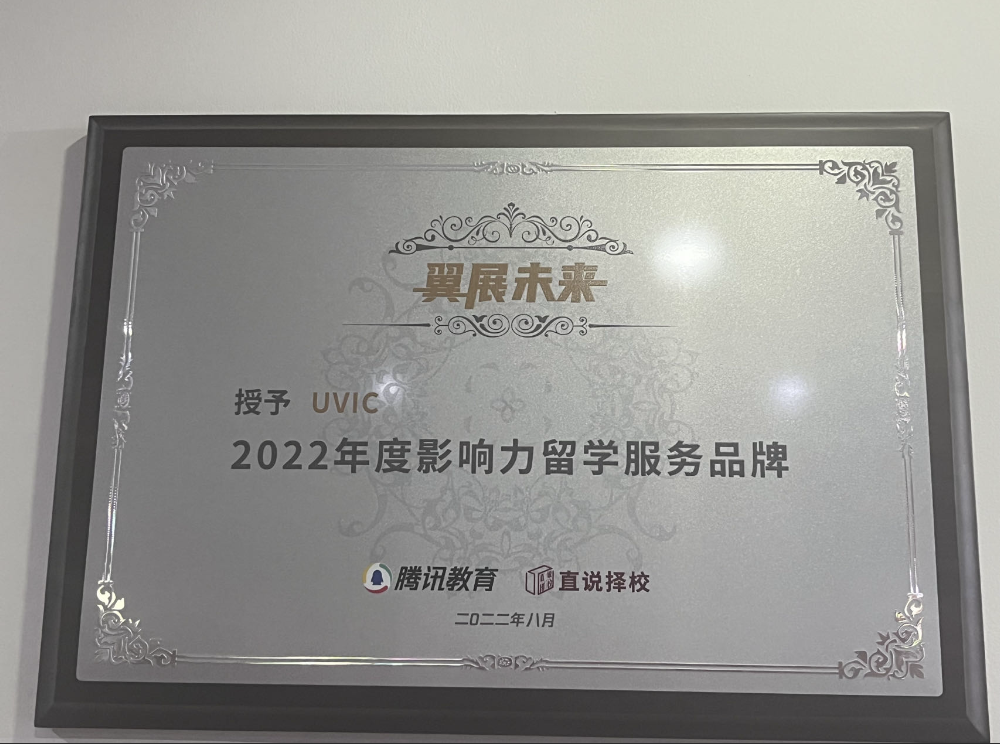 翼展未来
授予 UVIC
2022年度影响力留学服务品牌
腾讯教育 直说择校
二〇二二年八月